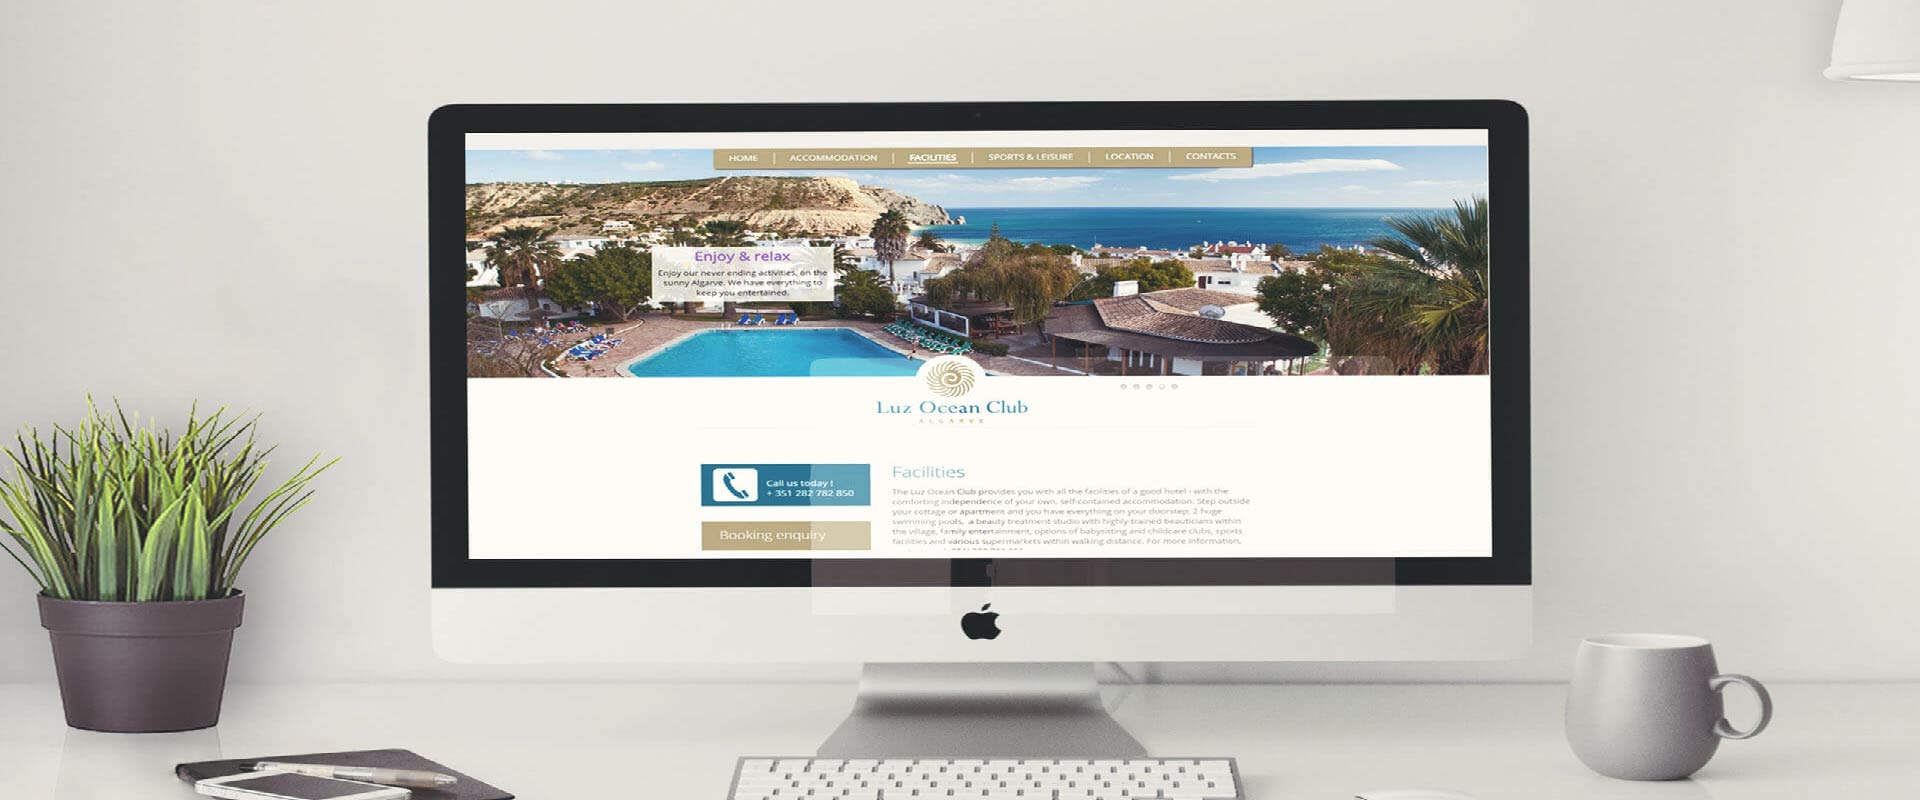 HOME | ACCOMMODATION | FACILITIES | SPORTS & LEISURE | LOCATION | CONTACTS
Enjoy & relax
Enjoy our never ending activities, on the
sunny Algarve. We have everything to
keep you entertained.
Luz Ocean Club
ALGARVE
Call us today !
+ 351 282 782 850
Booking enquiry
Facilities
The Luz Ocean Club provides you with all the facilities of a good hotel - with the
comforting independence of your own, self-contained accommodation. Step outside
your cottage or apartment and you have everything on your doorstep; 2 huge
swimming pools, a beauty treatment studio with highly-trained beauticians within
the village, family entertainment, options of babysitting and childcare clubs, sports
facilities and various supermarkets within walking distance. For more information,